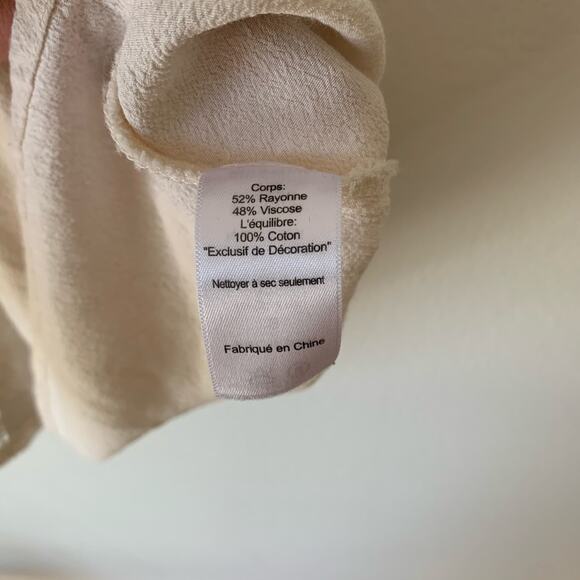 Corps:
52% Rayonne
48% Viscose
L'équilibre:
100% Coton
"Exclusif de Décoration"
Nettoyer à sec seulement
Fabriqué en Chine